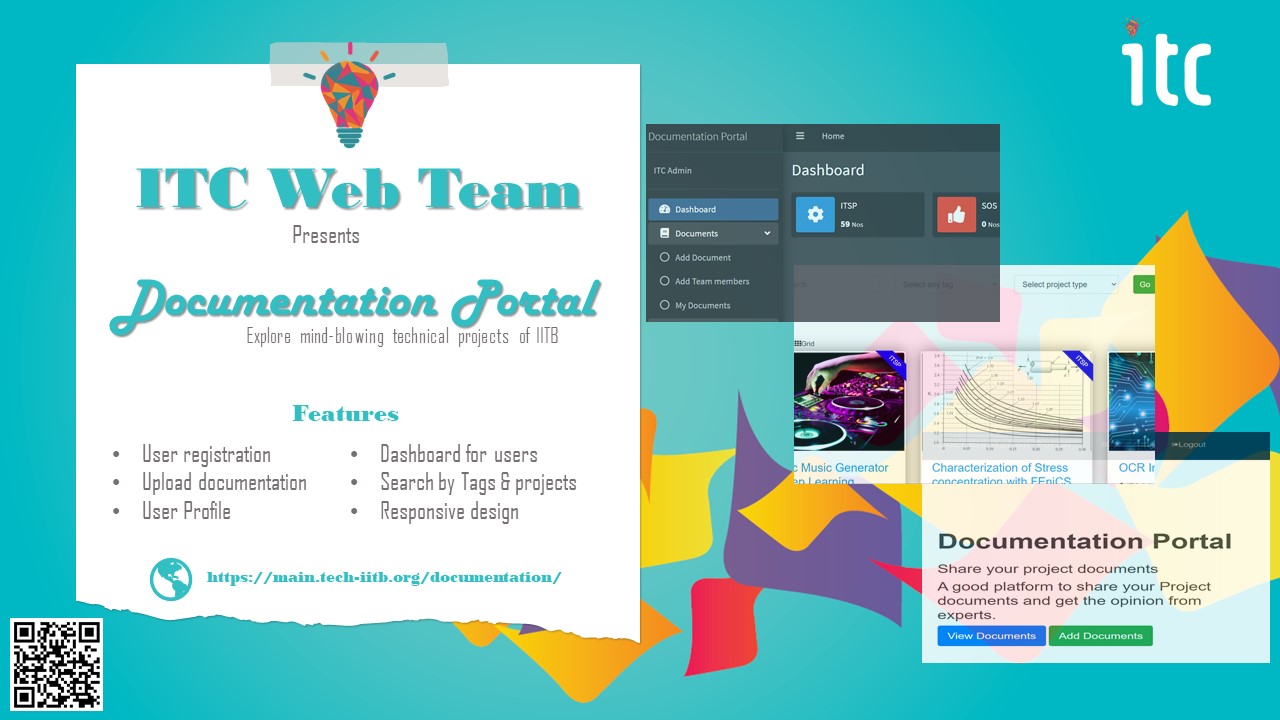 itc
ITC Web Team
Presents
Documentation Portal
Explore mind-blowing technical projects of IITB
Features
• User registration
• Upload documentation
• User Profile
• Dashboard for users
• Search by Tags & projects
• Responsive design
https://main.tech-iitb.org/documentation/
Documentation Portal
Home
ITC Admin
Dashboard
Documents
Add Document
Add Team members
My Documents
Dashboard
ITSP
59 Nos
SOS
0 Nos
Select any tag
Select project type
Go
Grid
ITSP
ITSP
c Music Generator
ep Learning
Characterization of Stress
concentration with FEniCS
OCR In
Logout
Documentation Portal
Share your project documents
A good platform to share your Project
documents and get the opinion from
experts.
View Documents
Add Documents